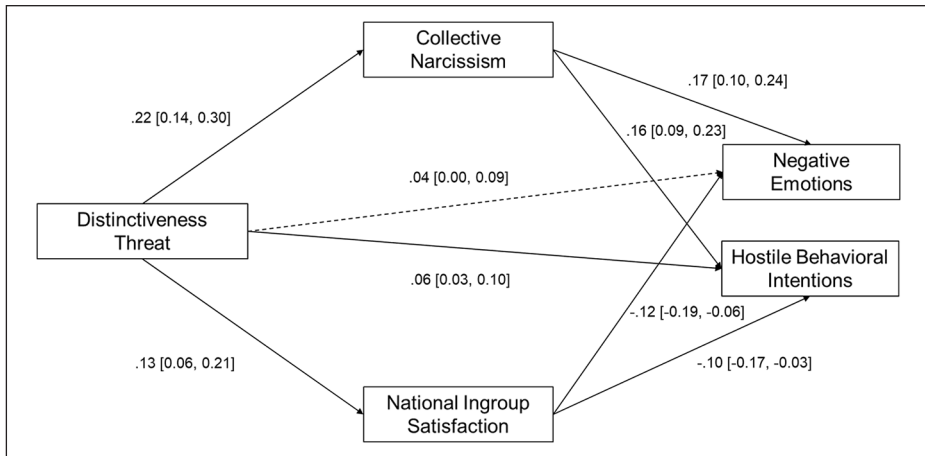 Collective
Narcissism
.17 [0.10, 0.24]
.22 [0.14, 0.30]
.16 [0.09, 0.23]
Negative
Emotions
.04 [0.00, 0.09]
Distinctiveness
Threat
Hostile Behavioral
Intentions
.06 [0.03, 0.10]
-.12 [-0.19, -0.06]
.13 [0.06, 0.21]
-.10 [-0.17, -0.03]
National Ingroup
Satisfaction